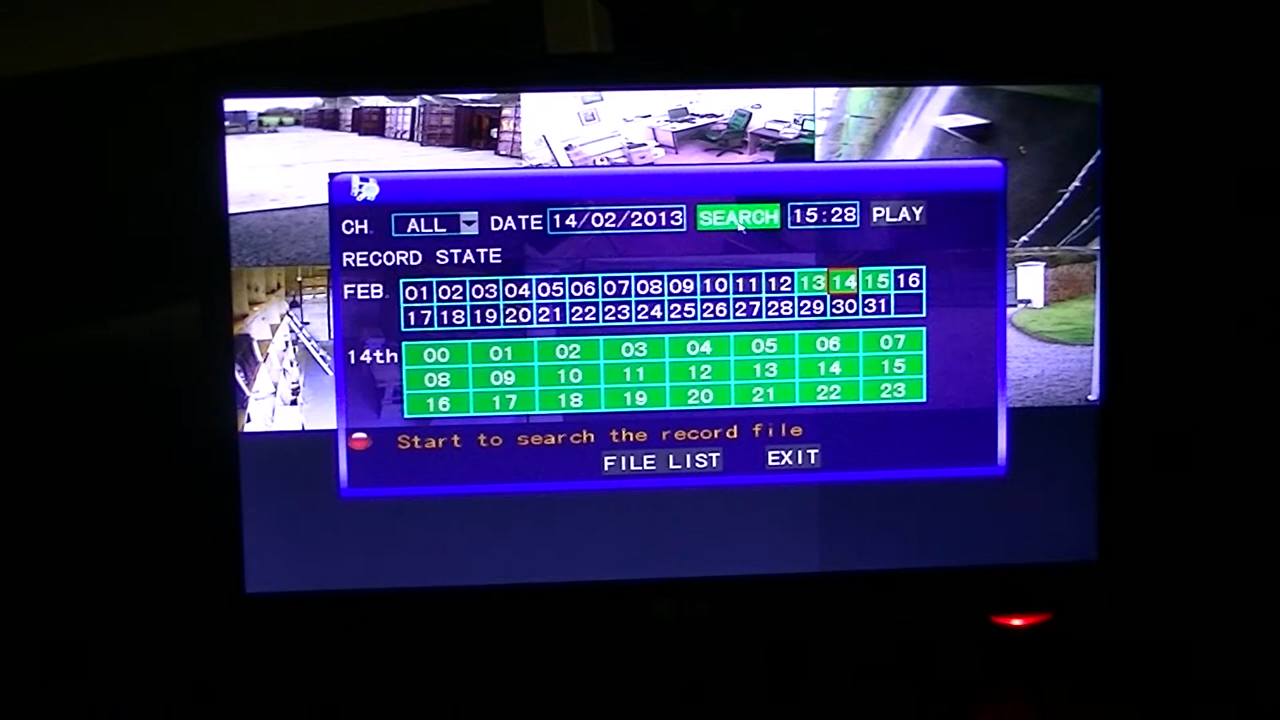 CH. ALL DATE 14/02/2013 SEARCH 15:28 PLAY
RECORD STATE
FEB. 01 02 03 04 05 06 07 08 09 10 11 12 13 14 15 16
17 18 19 20 21 22 23 24 25 26 27 28 29 30 31
14th 00 01 02 03 04 05 06 07
08 09 10 11 12 13 14 15
16 17 18 19 20 21 22 23
Start to search the record file
FILE LIST EXIT